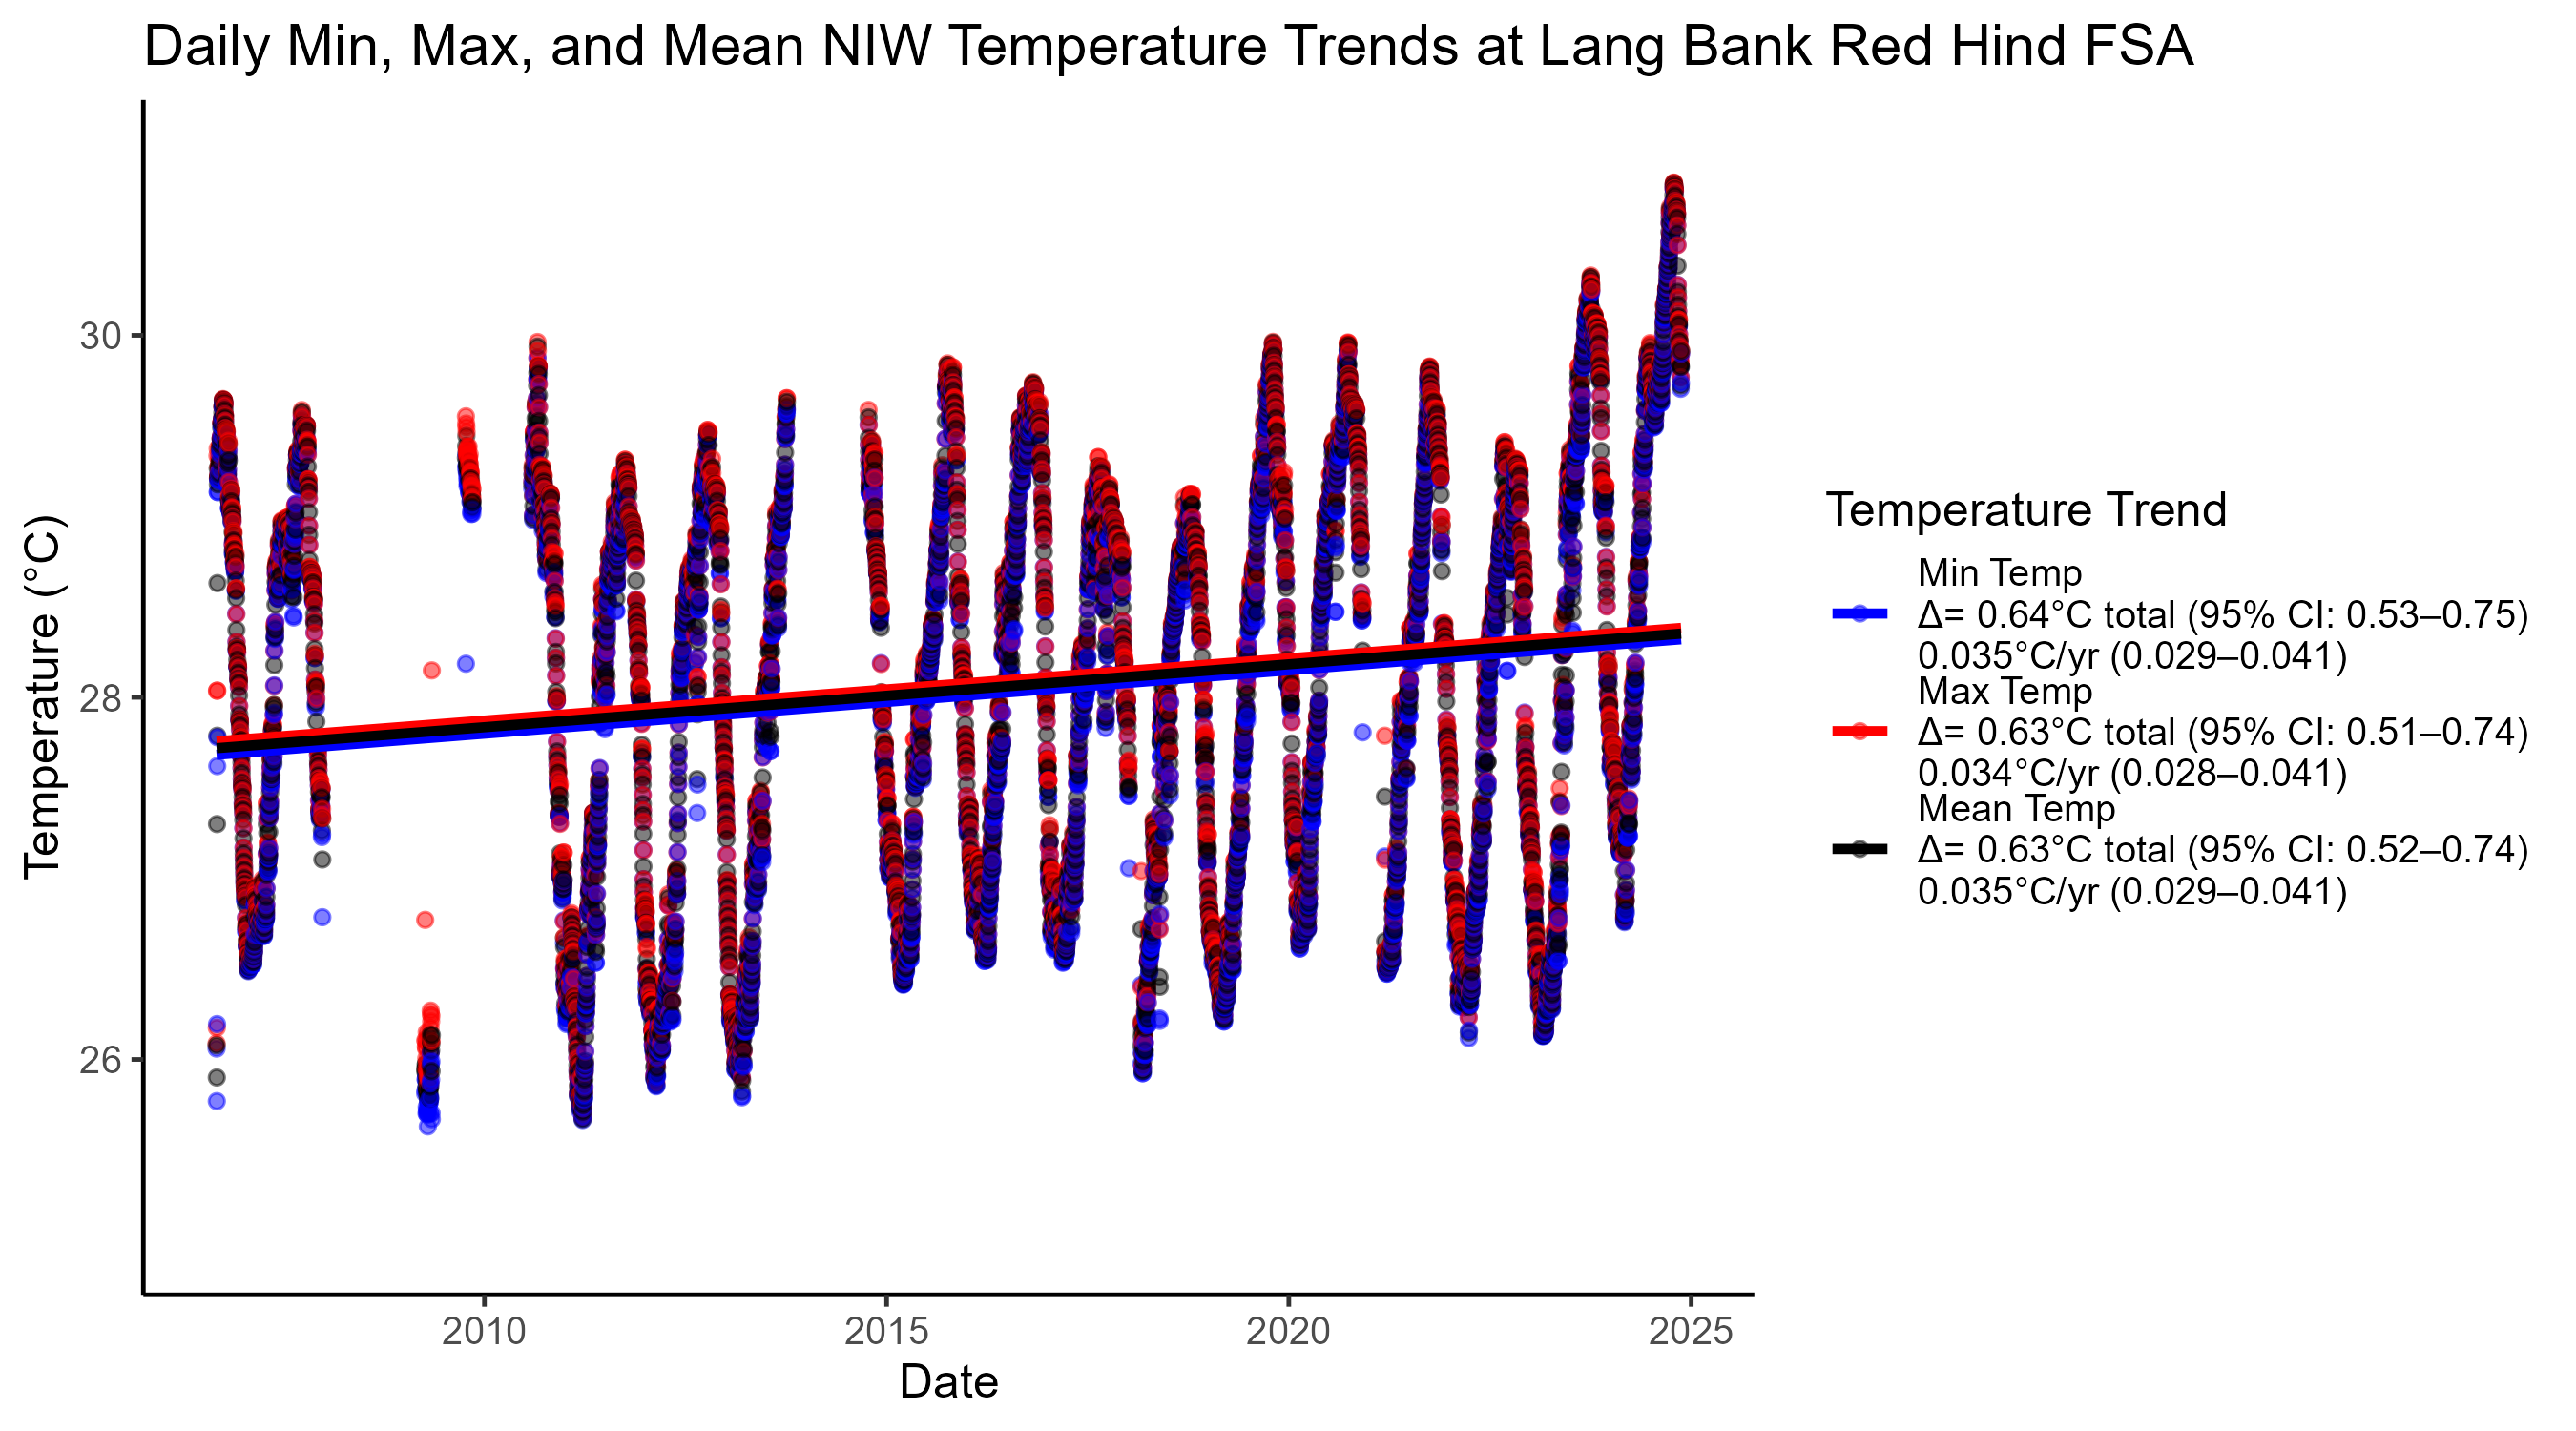 Daily Min, Max, and Mean NIW Temperature Trends at Lang Bank Red Hind FSA
Temperature (°C)
30
28
26
2010
2015
2020
2025
Date
Temperature Trend
Min Temp
Δ= 0.64°C total (95% CI: 0.53–0.75)
0.035°C/yr (0.029–0.041)
Max Temp
Δ= 0.63°C total (95% CI: 0.51–0.74)
0.034°C/yr (0.028–0.041)
Mean Temp
Δ= 0.63°C total (95% CI: 0.52–0.74)
0.035°C/yr (0.029–0.041)